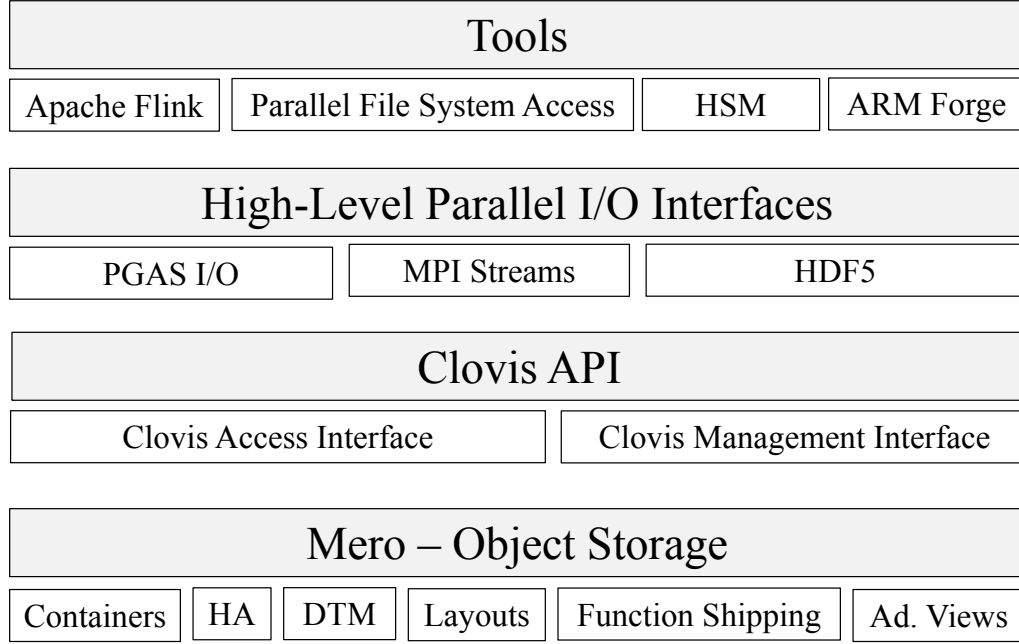 Tools
Apache Flink Parallel File System Access HSM ARM Forge
High-Level Parallel I/O Interfaces
PGAS I/O MPI Streams HDF5
Clovis API
Clovis Access Interface Clovis Management Interface
Mero – Object Storage
Containers HA DTM Layouts Function Shipping Ad. Views